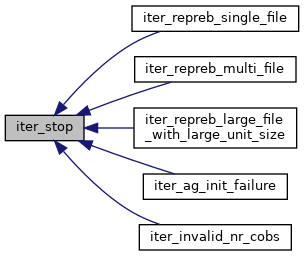 iter_repreb_single_file
iter_repreb_multi_file
iter_stop
iter_repreb_large_file
_with_large_unit_size
iter_ag_init_failure
iter_invalid_nr_cobs